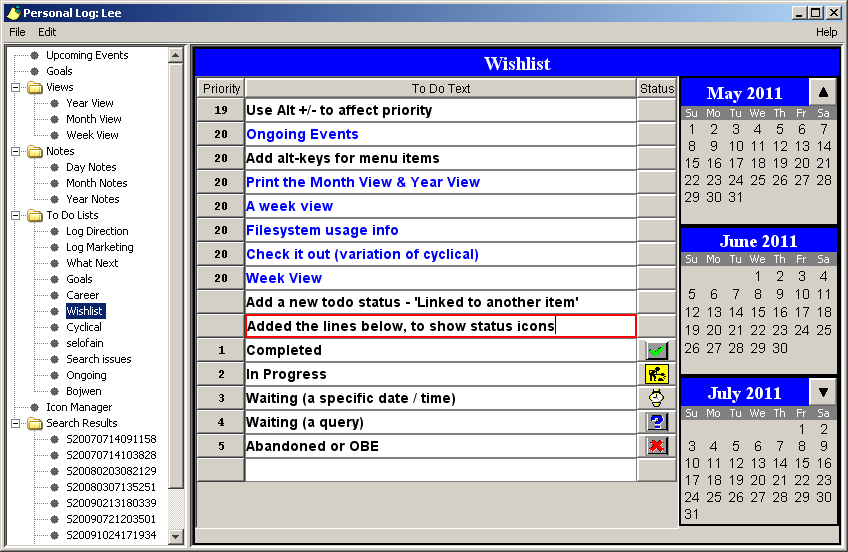 Personal Log: Lee
File Edit Help
Upcoming Events
Goals
Views
Year View
Month View
Week View
Notes
Day Notes
Month Notes
Year Notes
To Do Lists
Log Direction
Log Marketing
What Next
Goals
Career
Wishlist
Cyclical
selofain
Search issues
Ongoing
Bojwen
Icon Manager
Search Results
S20070714091158
S20070714103828
S20080203082129
S20080307135251
S20090213180339
S20090721203501
S20091024171934
Wishlist
Priority To Do Text Status
19 Use Alt +/- to affect priority
20 Ongoing Events
20 Add alt-keys for menu items
20 Print the Month View & Year View
20 A week view
20 Filesystem usage info
20 Check it out (variation of cyclical)
20 Week View
Add a new todo status - 'Linked to another item'
Added the lines below, to show status icons
1 Completed
2 In Progress
3 Waiting (a specific date / time)
4 Waiting (a query) ?
5 Abandoned or OBE
May 2011
Su Mo Tu We Th Fr Sa
1 2 3 4 5 6 7
8 9 10 11 12 13 14
15 16 17 18 19 20 21
22 23 24 25 26 27 28
29 30 31
June 2011
Su Mo Tu We Th Fr Sa
1 2 3 4
5 6 7 8 9 10 11
12 13 14 15 16 17 18
19 20 21 22 23 24 25
26 27 28 29 30
July 2011
Su Mo Tu We Th Fr Sa
1 2
3 4 5 6 7 8 9
10 11 12 13 14 15 16
17 18 19 20 21 22 23
24 25 26 27 28 29 30
31